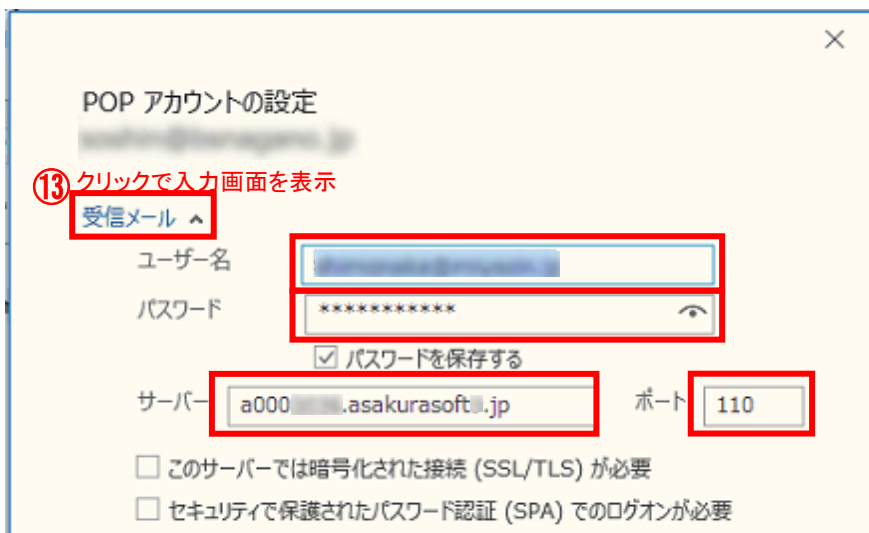 POP アカウントの設定
⑬ クリックで入力画面を表示
受信メール
ユーザー名
パスワード ***********
パスワードを保存する
サーバー a000 .asakurasoft .jp ポート 110
このサーバーでは暗号化された接続 (SSL/TLS) が必要
セキュリティで保護されたパスワード認証 (SPA) でのログオンが必要